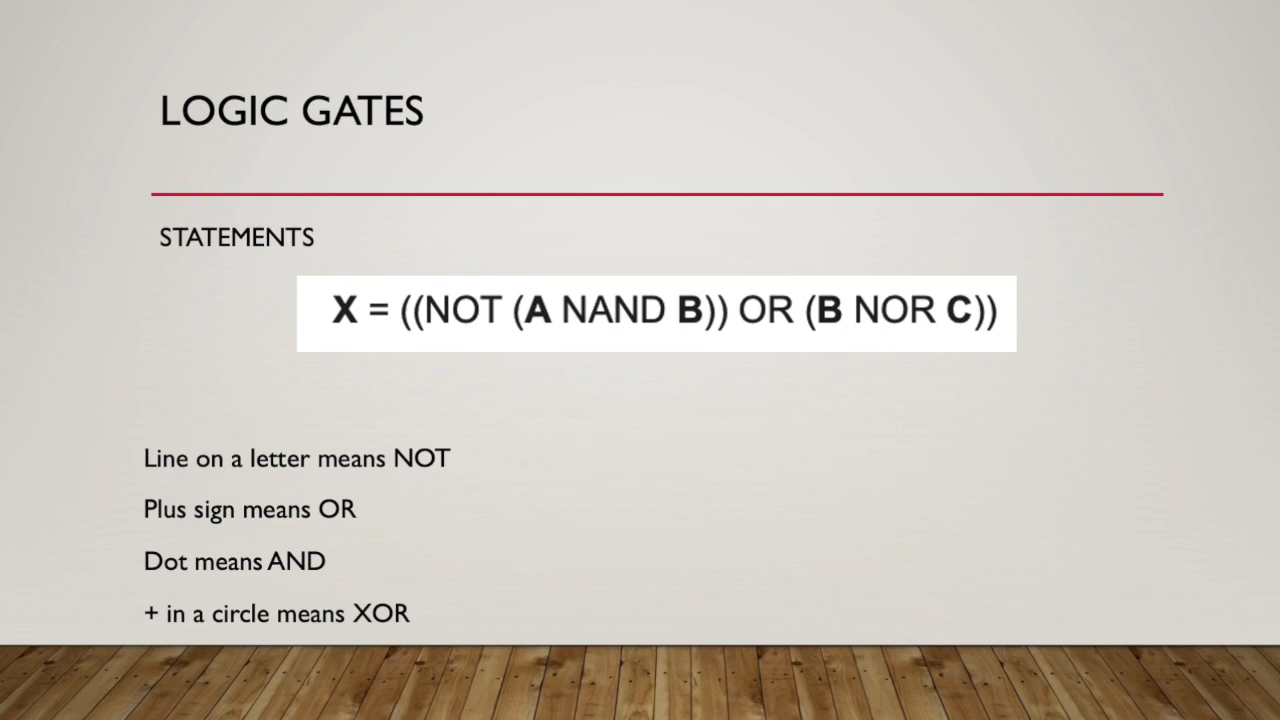 LOGIC GATES
STATEMENTS
X = ((NOT (A NAND B)) OR (B NOR C))
Line on a letter means NOT
Plus sign means OR
Dot means AND
+ in a circle means XOR